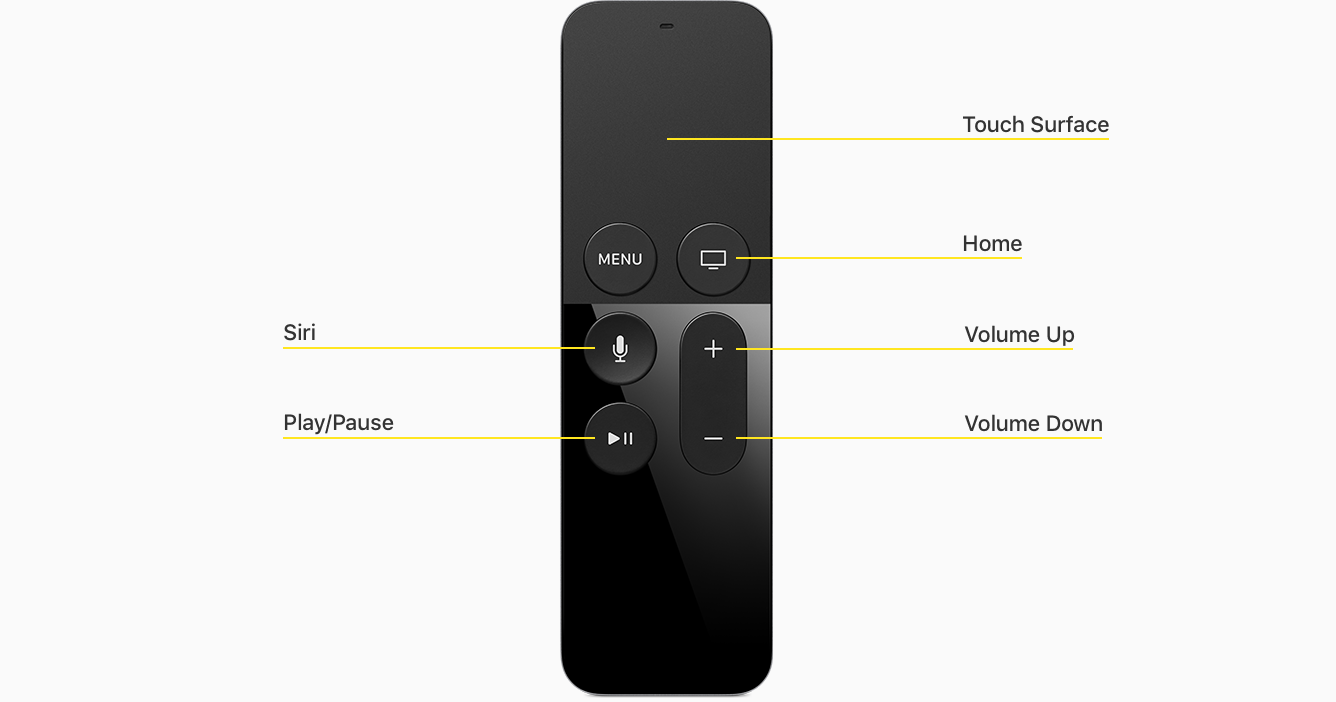 Touch Surface
Home
MENU
Siri
Volume Up
Play/Pause
Volume Down